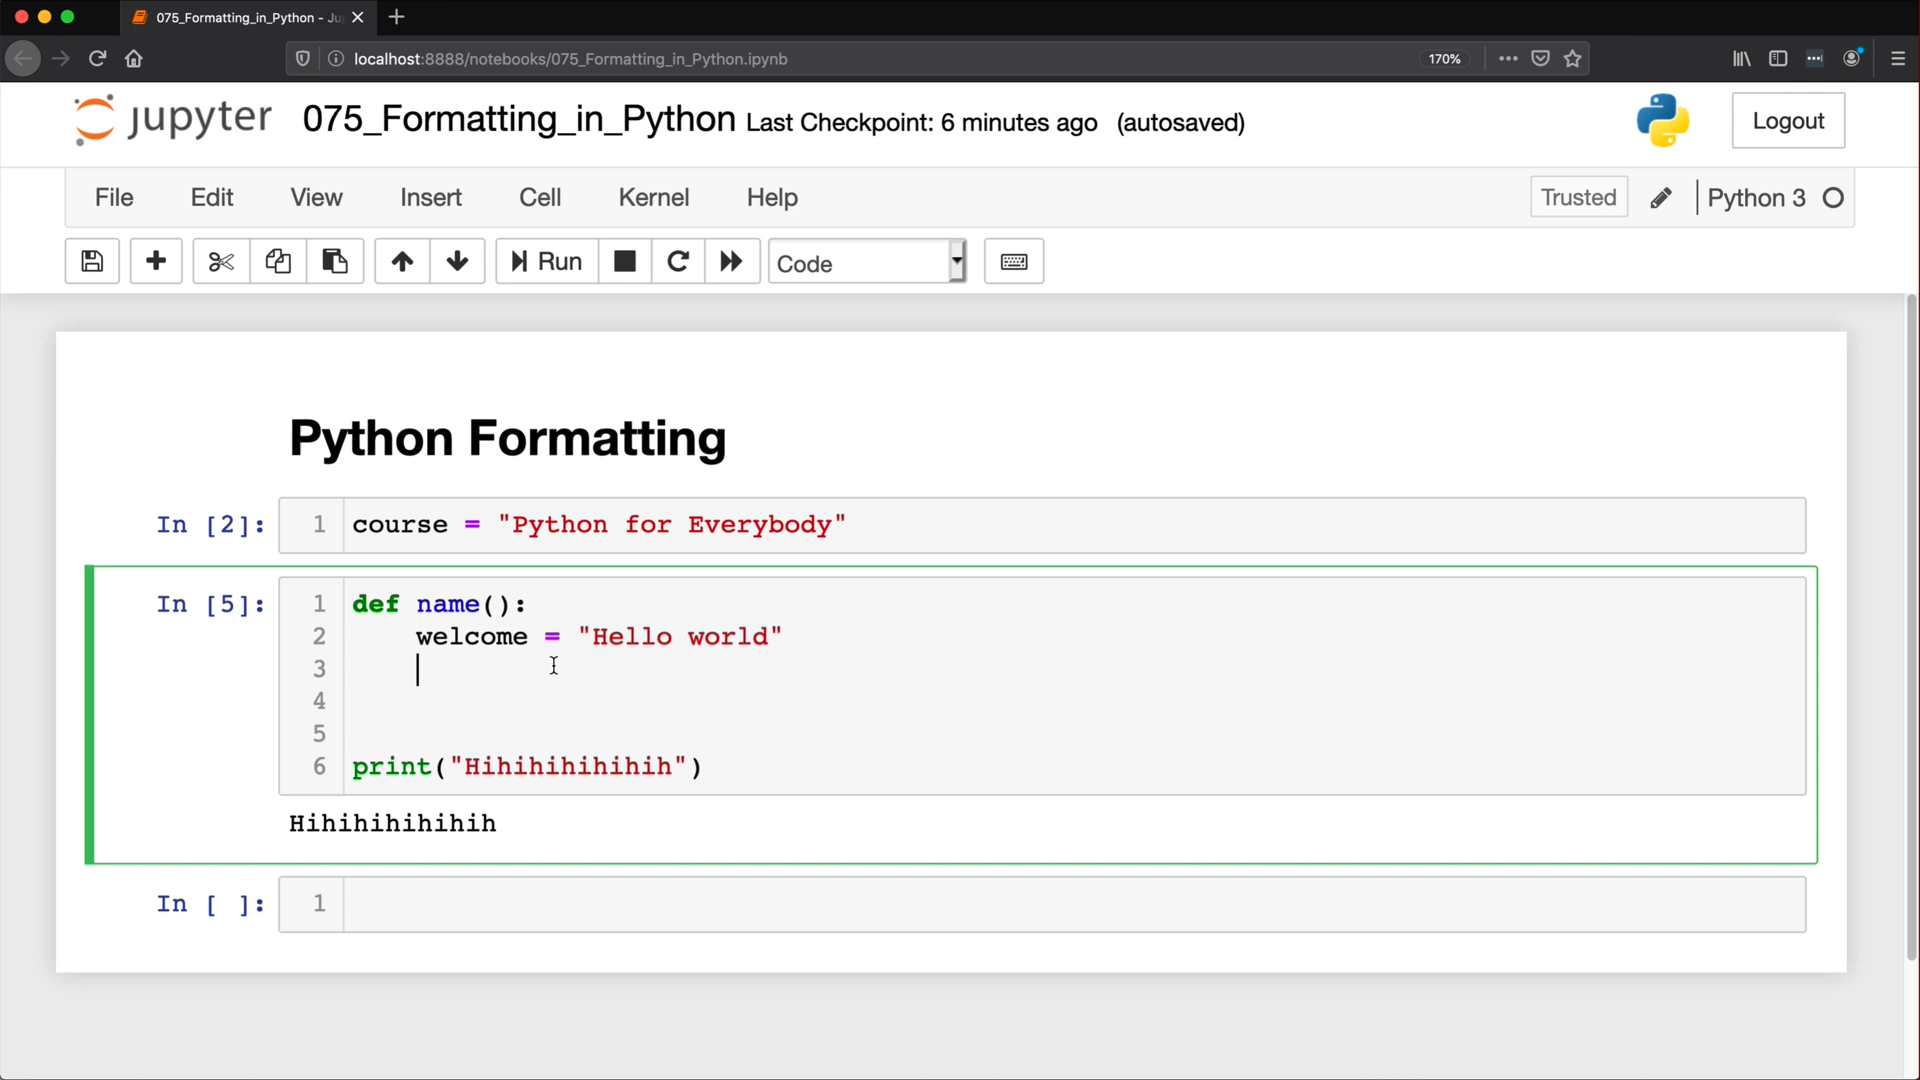 075_Formatting_in_Python - Ju
localhost:8888/notebooks/075_Formatting_in_Python.ipynb
170%
jupyter
075_Formatting_in_Python Last Checkpoint: 6 minutes ago (autosaved)
Logout
File Edit View Insert Cell Kernel Help
Trusted
Python 3
Run
Code
Python Formatting
In [2]:
1 course = "Python for Everybody"
In [5]:
1 def name():
2 welcome = "Hello world"
3
4
5
6 print("Hihihihihihih")
Hihihihihihih
In [ ]:
1